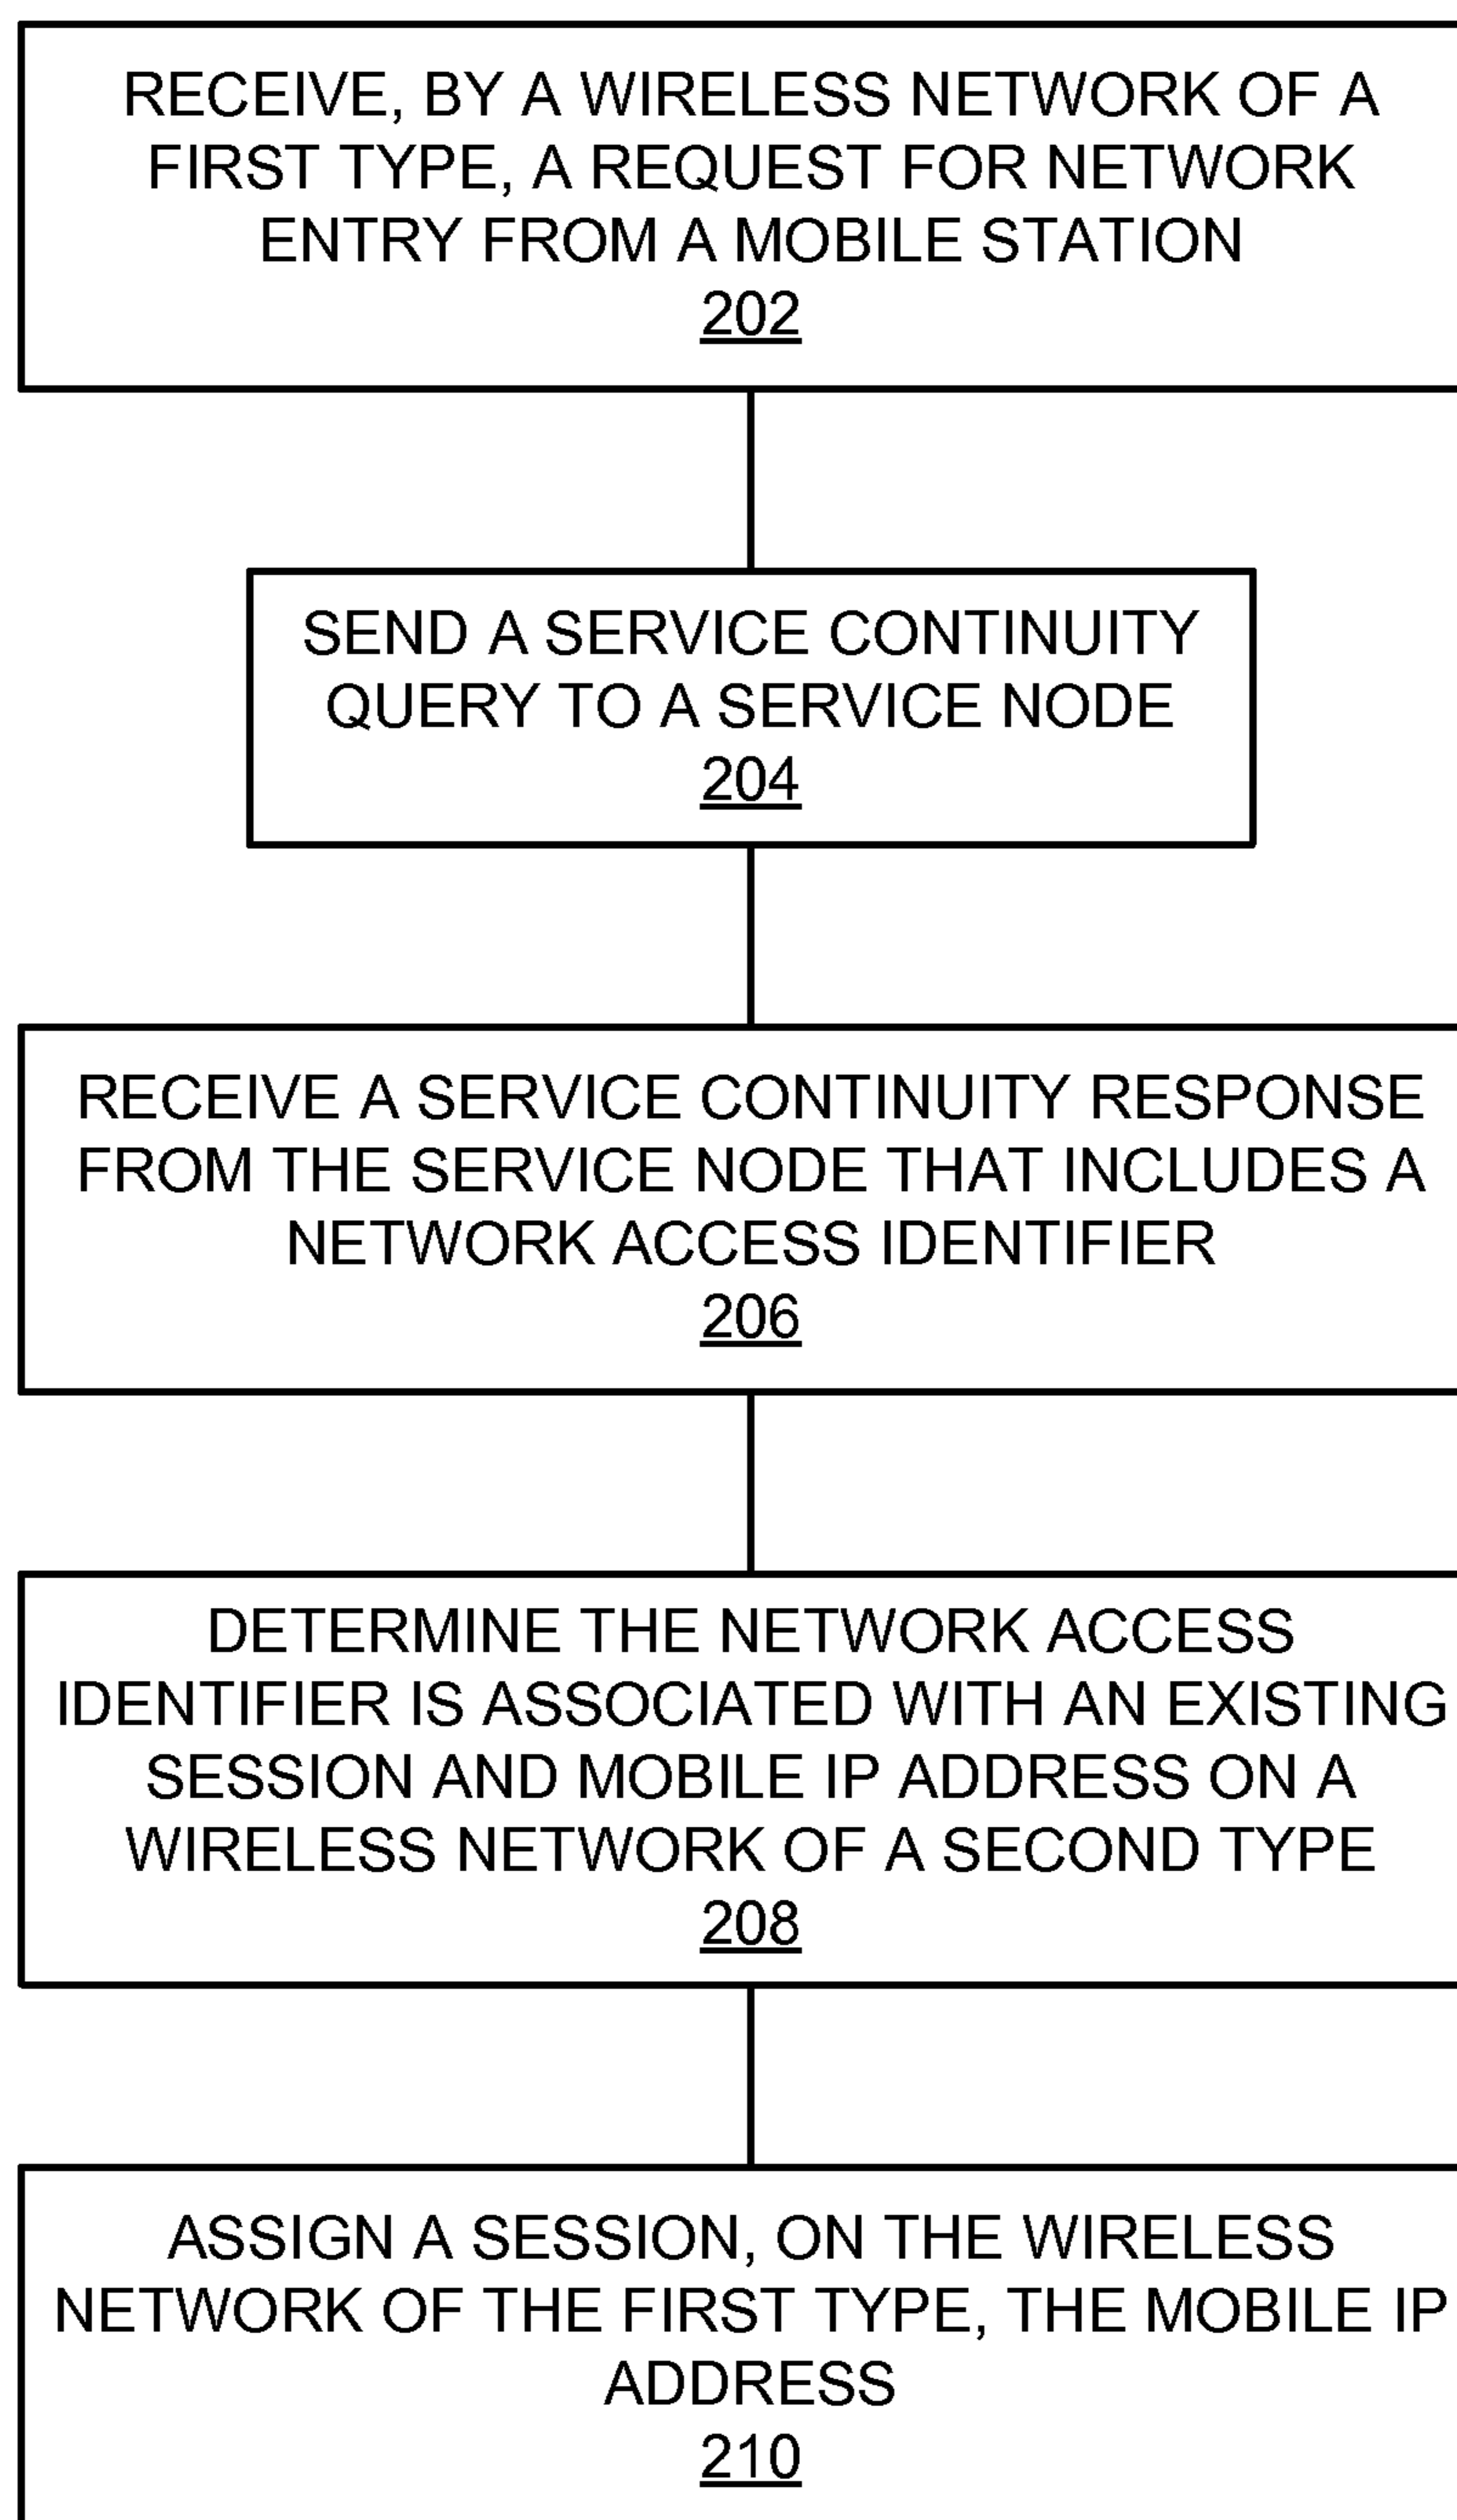 RECEIVE, BY A WIRELESS NETWORK OF A
FIRST TYPE, A REQUEST FOR NETWORK
ENTRY FROM A MOBILE STATION
202
SEND A SERVICE CONTINUITY
QUERY TO A SERVICE NODE
204
RECEIVE A SERVICE CONTINUITY RESPONSE
FROM THE SERVICE NODE THAT INCLUDES A
NETWORK ACCESS IDENTIFIER
206
DETERMINE THE NETWORK ACCESS
IDENTIFIER IS ASSOCIATED WITH AN EXISTING
SESSION AND MOBILE IP ADDRESS ON A
WIRELESS NETWORK OF A SECOND TYPE
208
ASSIGN A SESSION, ON THE WIRELESS
NETWORK OF THE FIRST TYPE, THE MOBILE IP
ADDRESS
210